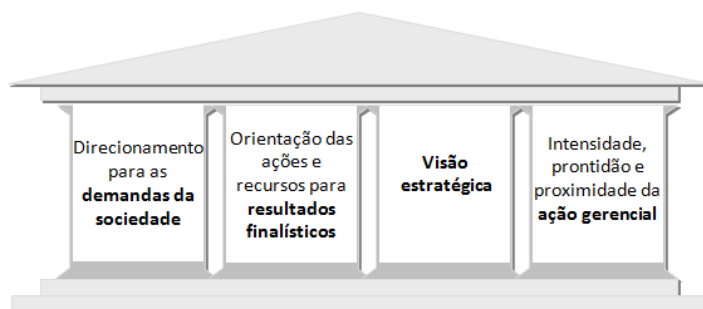 Direcionamento
para as
demandas da
sociedade
Orientação das
ações e
recursos para
resultados
finalísticos
Visão
estratégica
Intensidade,
prontidão e
proximidade da
ação gerencial